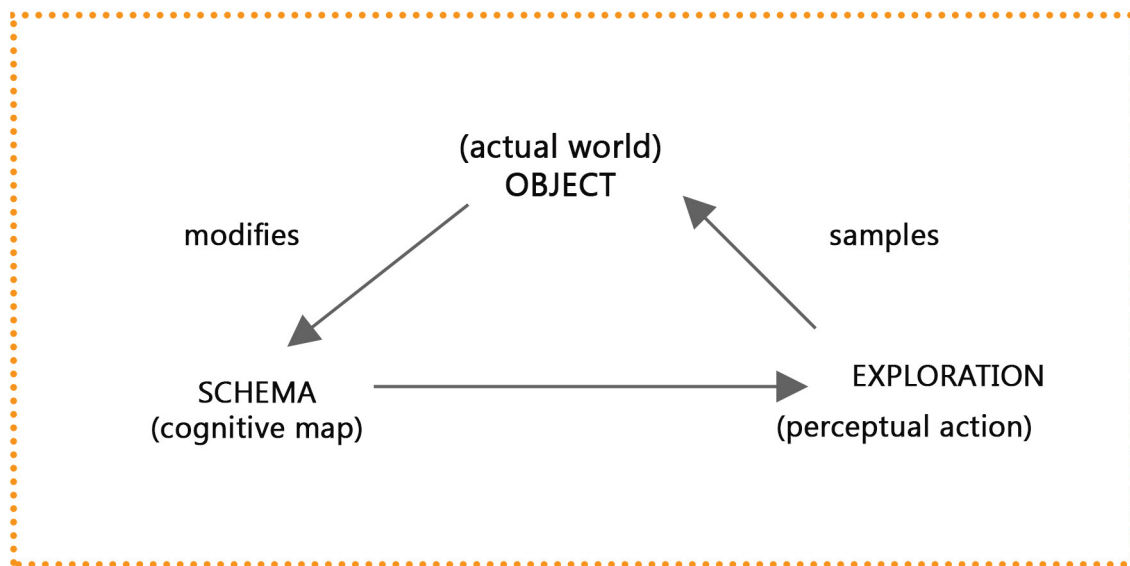 (actual world)
OBJECT
modifies
samples
SCHEMA
(cognitive map)
EXPLORATION
(perceptual action)